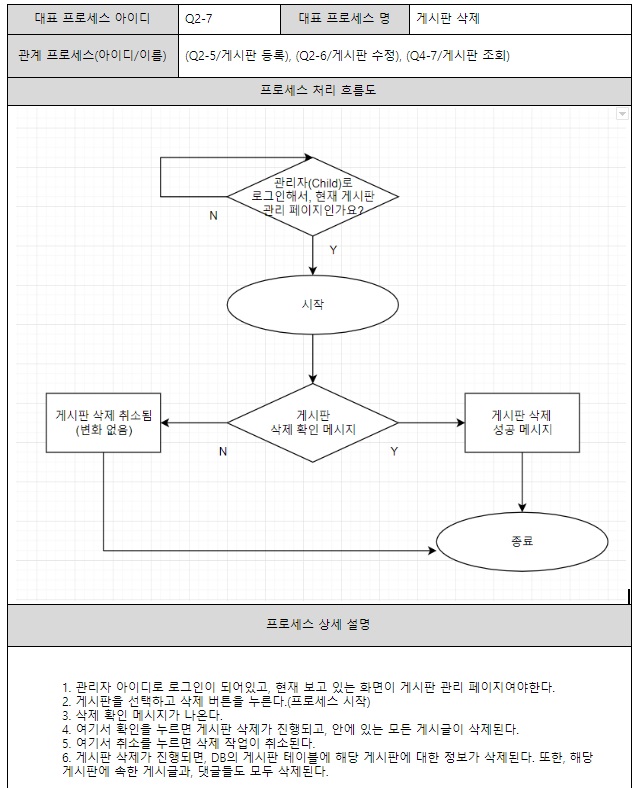 대표 프로세스 아이디
Q2-7
대표 프로세스 명
게시판 삭제
관계 프로세스(아이디/이름)
(Q2-5/게시판 등록), (Q2-6/게시판 수정), (Q4-7/게시판 조회)
프로세스 처리 흐름도
관리자(Child)로
로그인해서, 현재 게시판
관리 페이지인가요?
N
Y
시작
게시판 삭제 취소됨
(변화 없음)
게시판
삭제 확인 메시지
게시판 삭제
성공 메시지
N
Y
종료
프로세스 상세 설명
1. 관리자 아이디로 로그인이 되어있고, 현재 보고 있는 화면이 게시판 관리 페이지여야한다.
2. 게시판을 선택하고 삭제 버튼을 누른다.(프로세스 시작)
3. 삭제 확인 메시지가 나온다.
4. 여기서 확인을 누르면 게시판 삭제가 진행되고, 안에 있는 모든 게시글이 삭제된다.
5. 여기서 취소를 누르면 삭제 작업이 취소된다.
6. 게시판 삭제가 진행되면, DB의 게시판 테이블에 해당 게시판에 대한 정보가 삭제된다. 또한, 해당
게시판에 속한 게시글과, 댓글들도 모두 삭제된다.